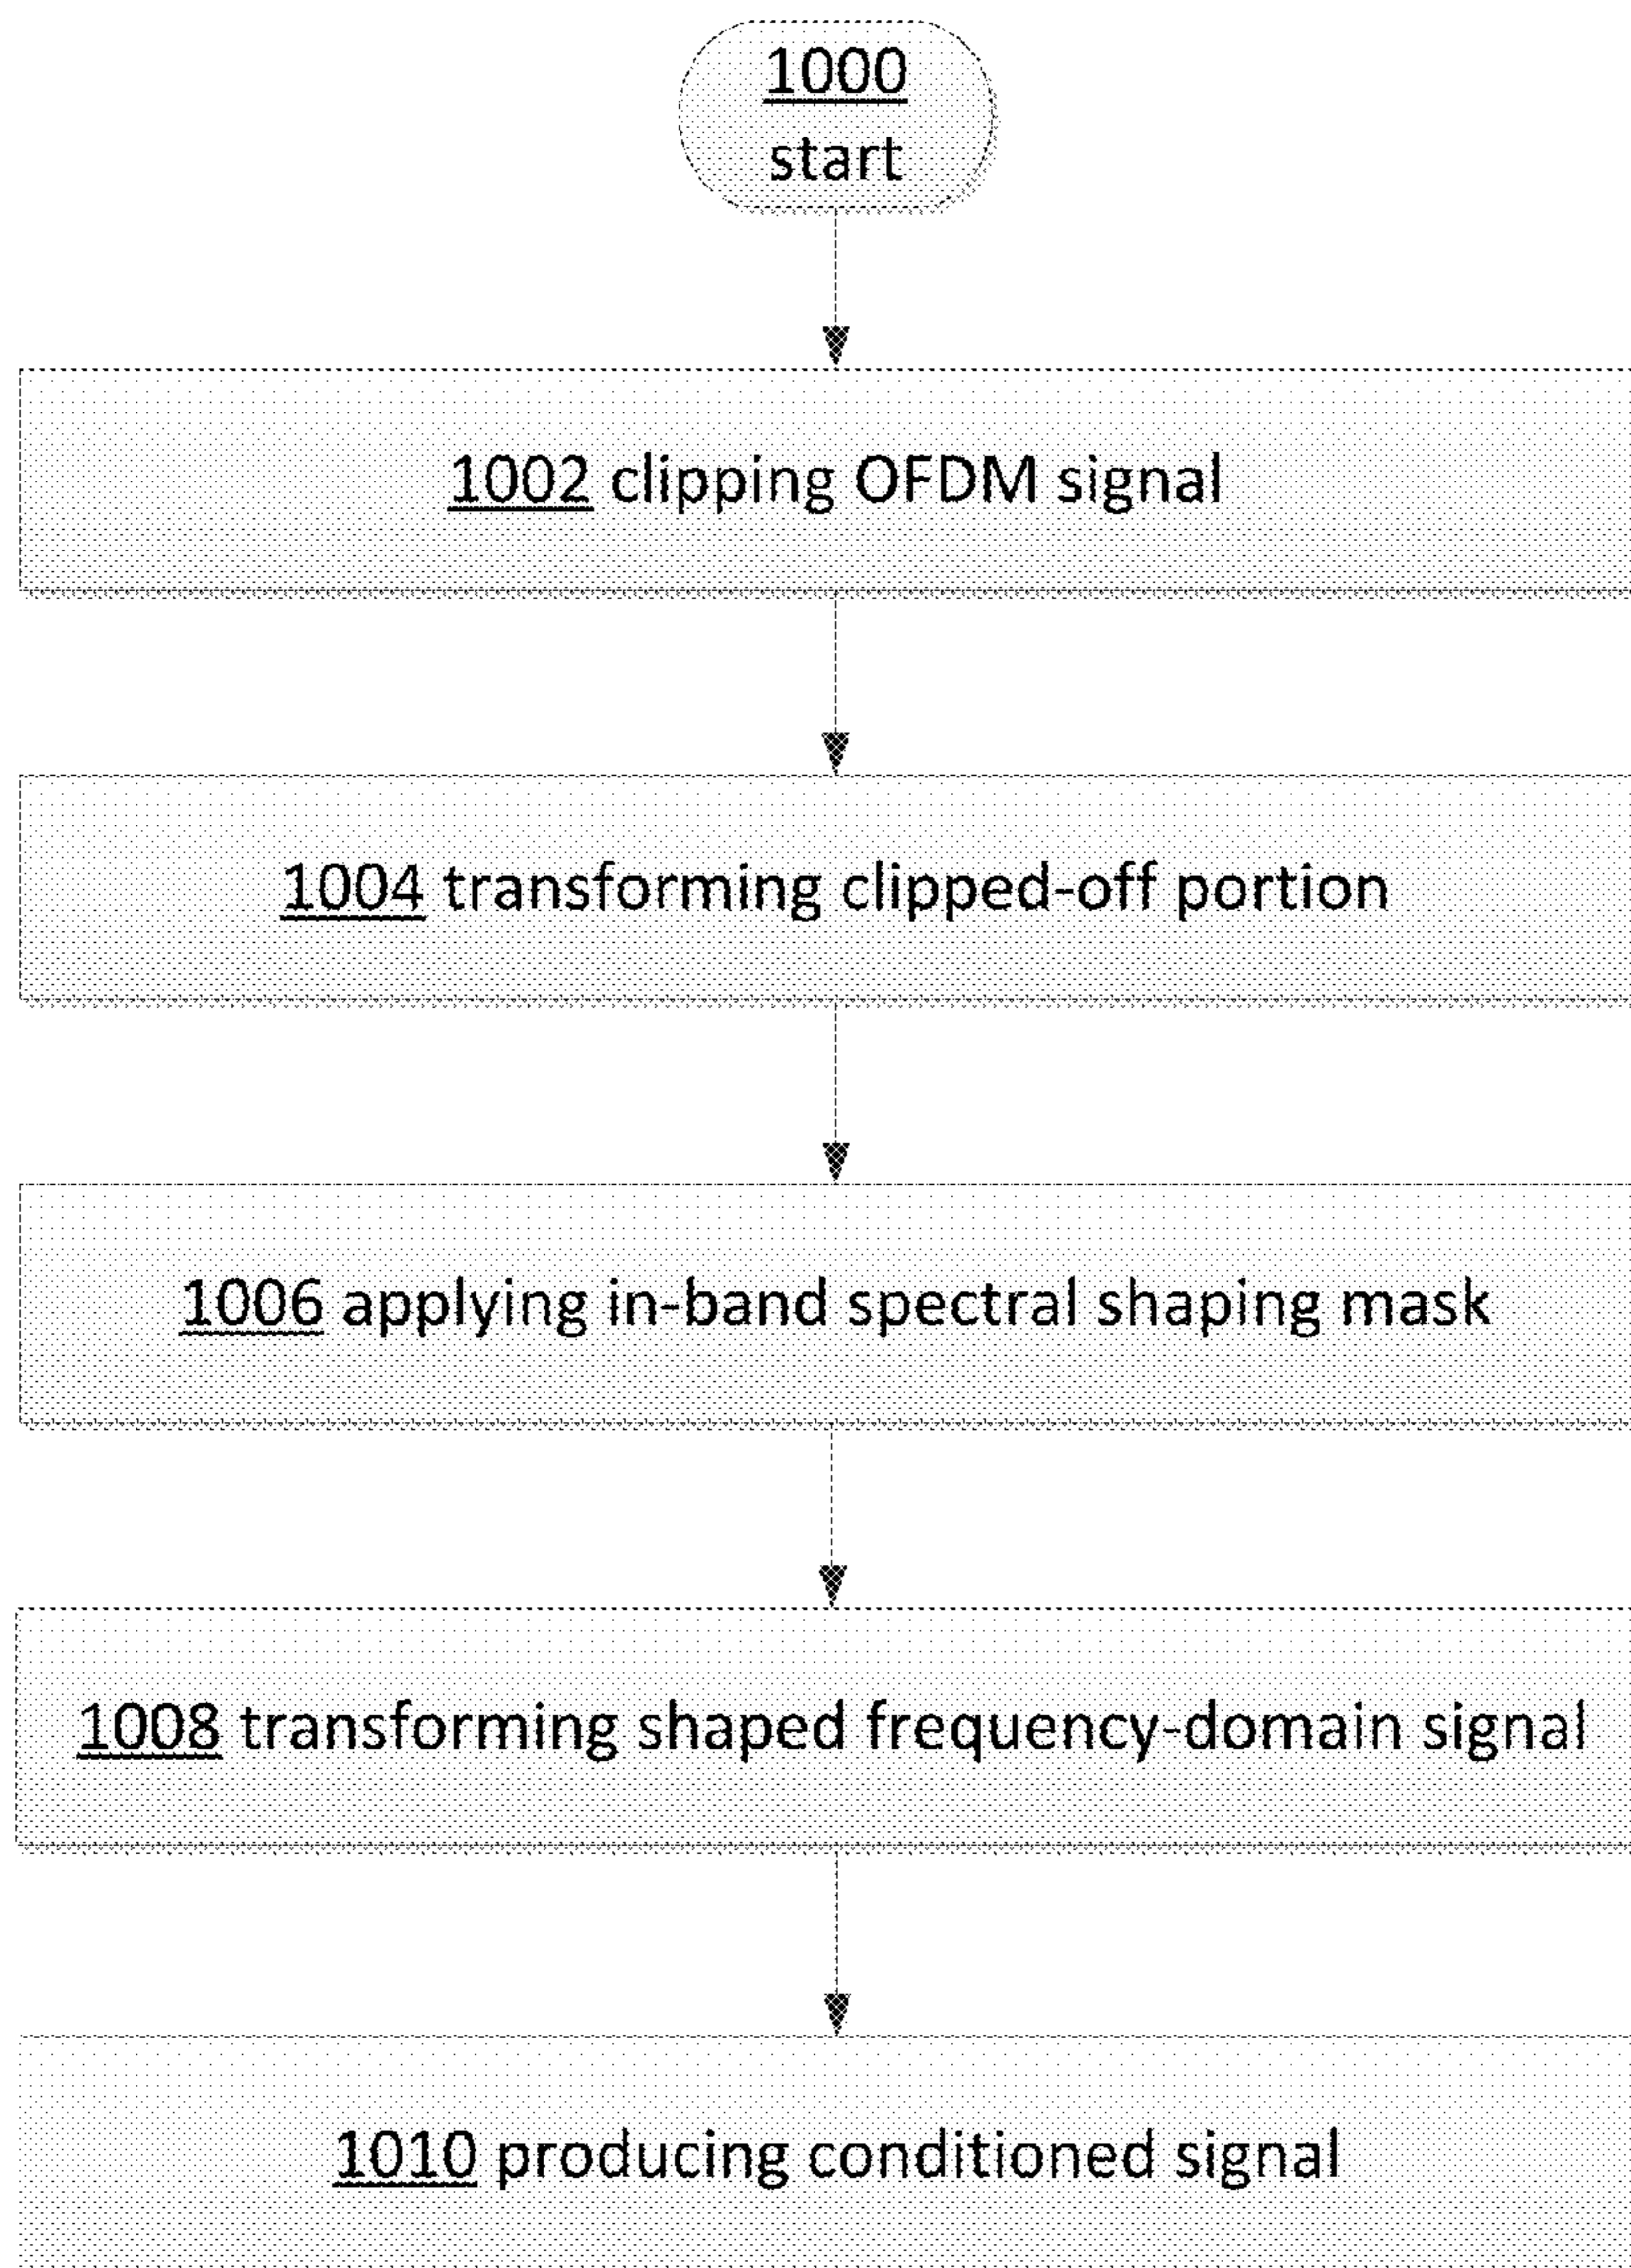 1000
start
1002 clipping OFDM signal
1004 transforming clipped-off portion
1006 applying in-band spectral shaping mask
1008 transforming shaped frequency-domain signal
1010 producing conditioned signal